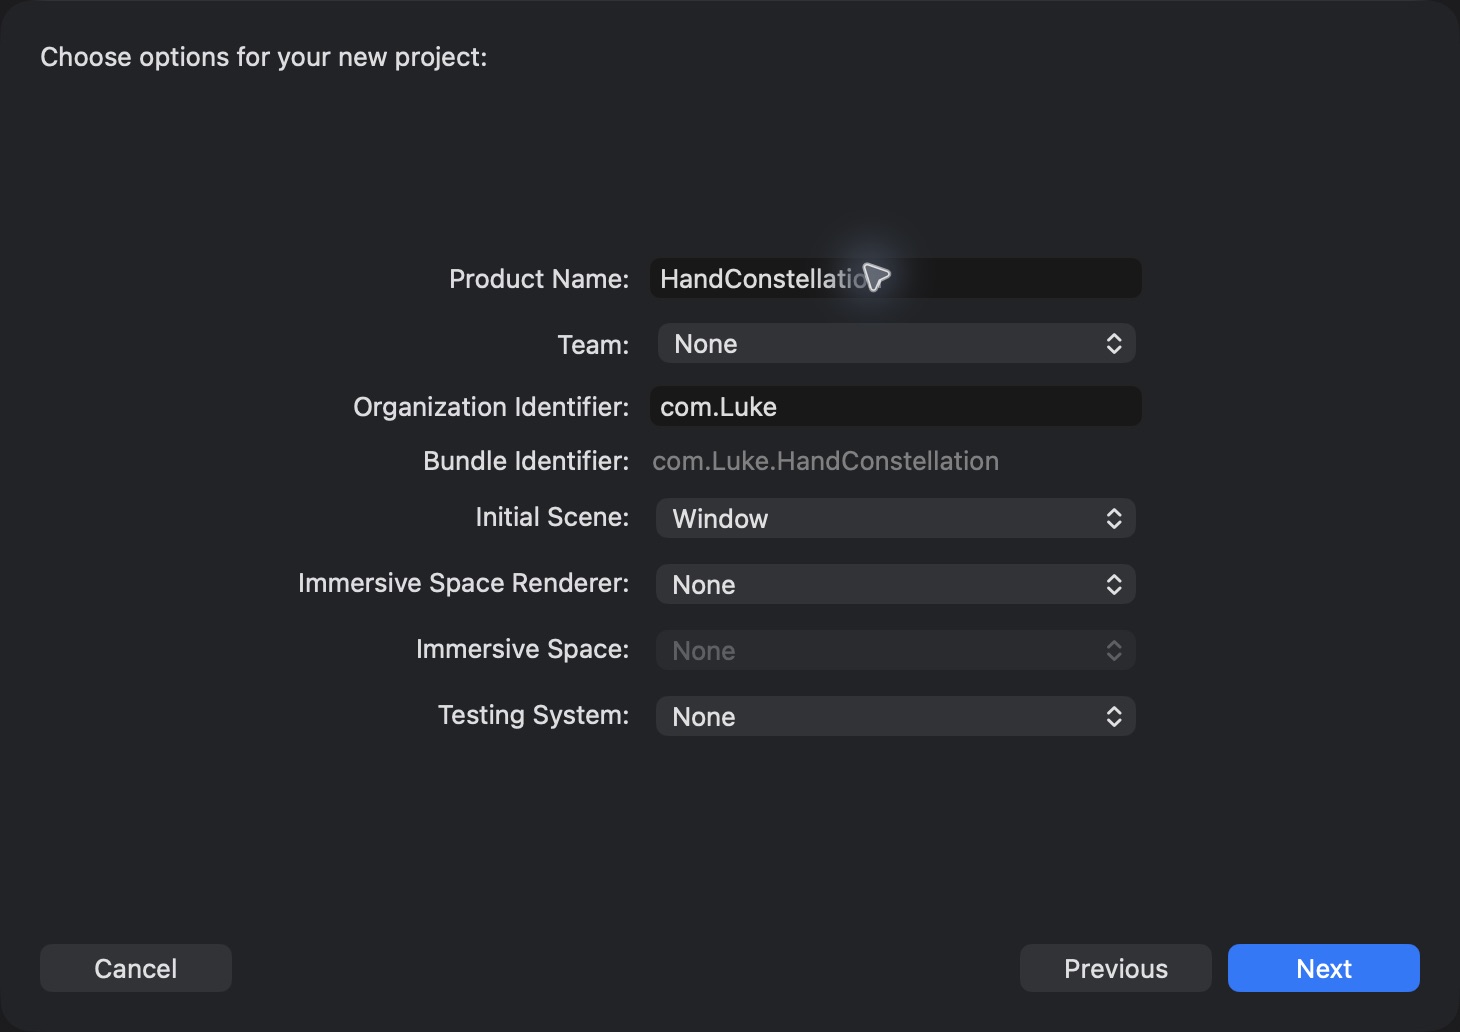 Choose options for your new project:
Product Name: HandConstellation
Team: None
Organization Identifier: com.Luke
Bundle Identifier: com.Luke.HandConstellation
Initial Scene: Window
Immersive Space Renderer: None
Immersive Space: None
Testing System: None
Cancel Previous Next